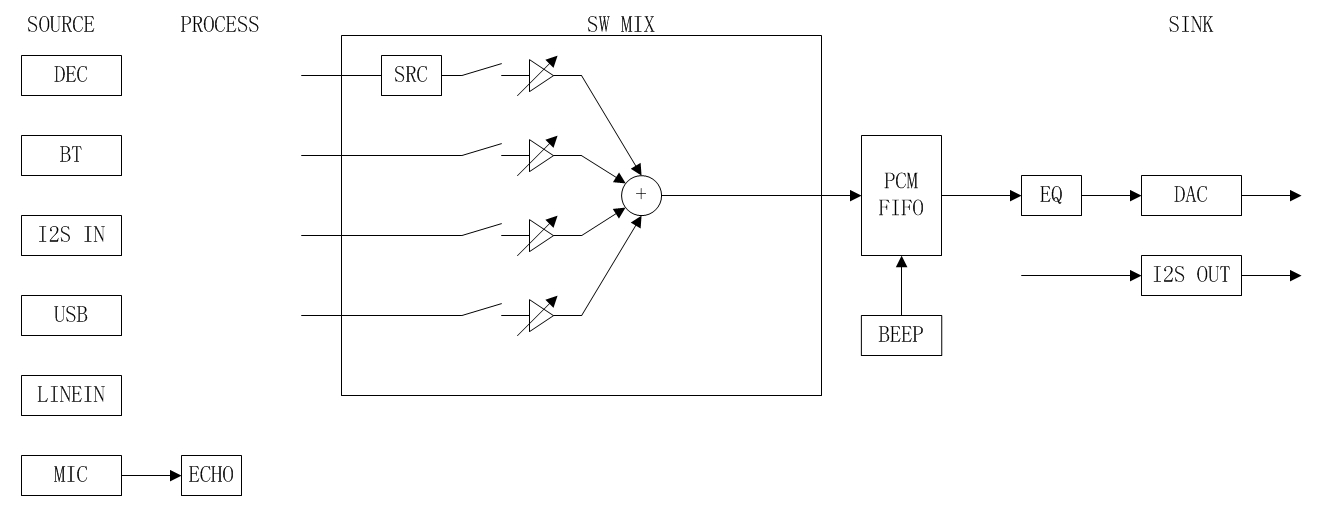 SOURCE
PROCESS
SW MIX
SINK
DEC
SRC
BT
+
PCM
FIFO
EQ
DAC
I2S IN
I2S OUT
USB
BEEP
LINEIN
MIC
ECHO